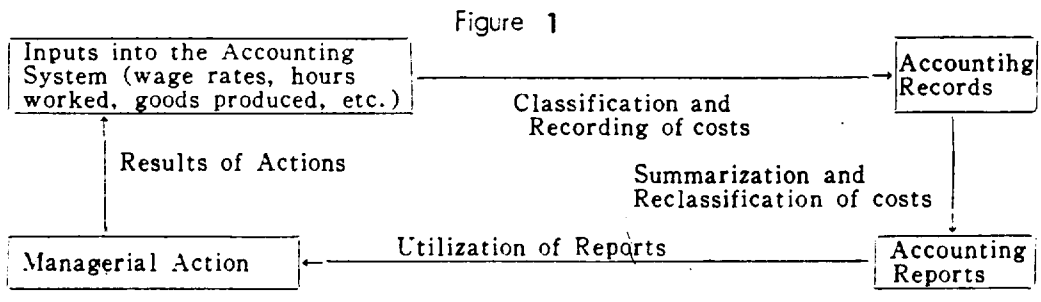 Figure 1
Inputs into the Accounting
System (wage rates, hours
worked, goods produced, etc.)
Accountihg
Records
Classification and
Recording of costs
Results of Actions
Summarization and
Reclassification of costs
Managerial Action
Utilization of Reports
Accounting
Reports